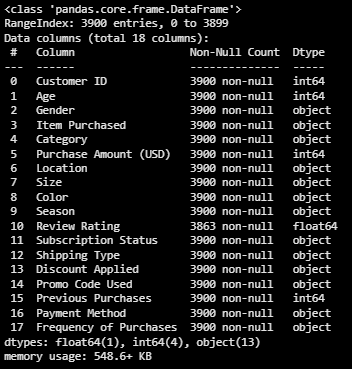 <class 'pandas.core.frame.DataFrame'>
RangeIndex: 3900 entries, 0 to 3899
Data columns (total 18 columns):
 #   Column                  Non-Null Count  Dtype
---  ------                  --------------  -----
 0   Customer ID             3900 non-null   int64
 1   Age                     3900 non-null   int64
 2   Gender                  3900 non-null   object
 3   Item Purchased          3900 non-null   object
 4   Category                3900 non-null   object
 5   Purchase Amount (USD)   3900 non-null   int64
 6   Location                3900 non-null   object
 7   Size                    3900 non-null   object
 8   Color                   3900 non-null   object
 9   Season                  3900 non-null   object
 10  Review Rating           3863 non-null   float64
 11  Subscription Status     3900 non-null   object
 12  Shipping Type           3900 non-null   object
 13  Discount Applied        3900 non-null   object
 14  Promo Code Used         3900 non-null   object
 15  Previous Purchases      3900 non-null   int64
 16  Payment Method          3900 non-null   object
 17  Frequency of Purchases  3900 non-null   object
dtypes: float64(1), int64(4), object(13)
memory usage: 548.6+ KB